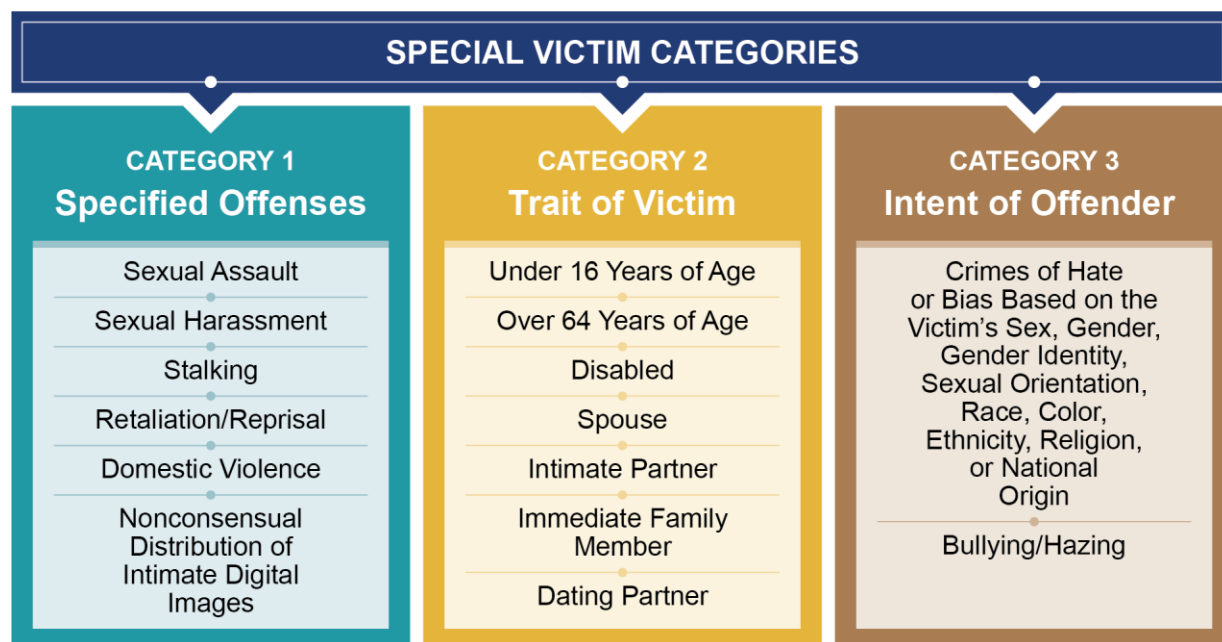 SPECIAL VICTIM CATEGORIES
CATEGORY 1
Specified Offenses
Sexual Assault
Sexual Harassment
Stalking
Retaliation/Reprisal
Domestic Violence
Nonconsensual
Distribution of
Intimate Digital
Images
CATEGORY 2
Trait of Victim
Under 16 Years of Age
Over 64 Years of Age
Disabled
Spouse
Intimate Partner
Immediate Family
Member
Dating Partner
CATEGORY 3
Intent of Offender
Crimes of Hate
or Bias Based on the
Victim’s Sex, Gender,
Gender Identity,
Sexual Orientation,
Race, Color,
Ethnicity, Religion,
or National
Origin
Bullying/Hazing